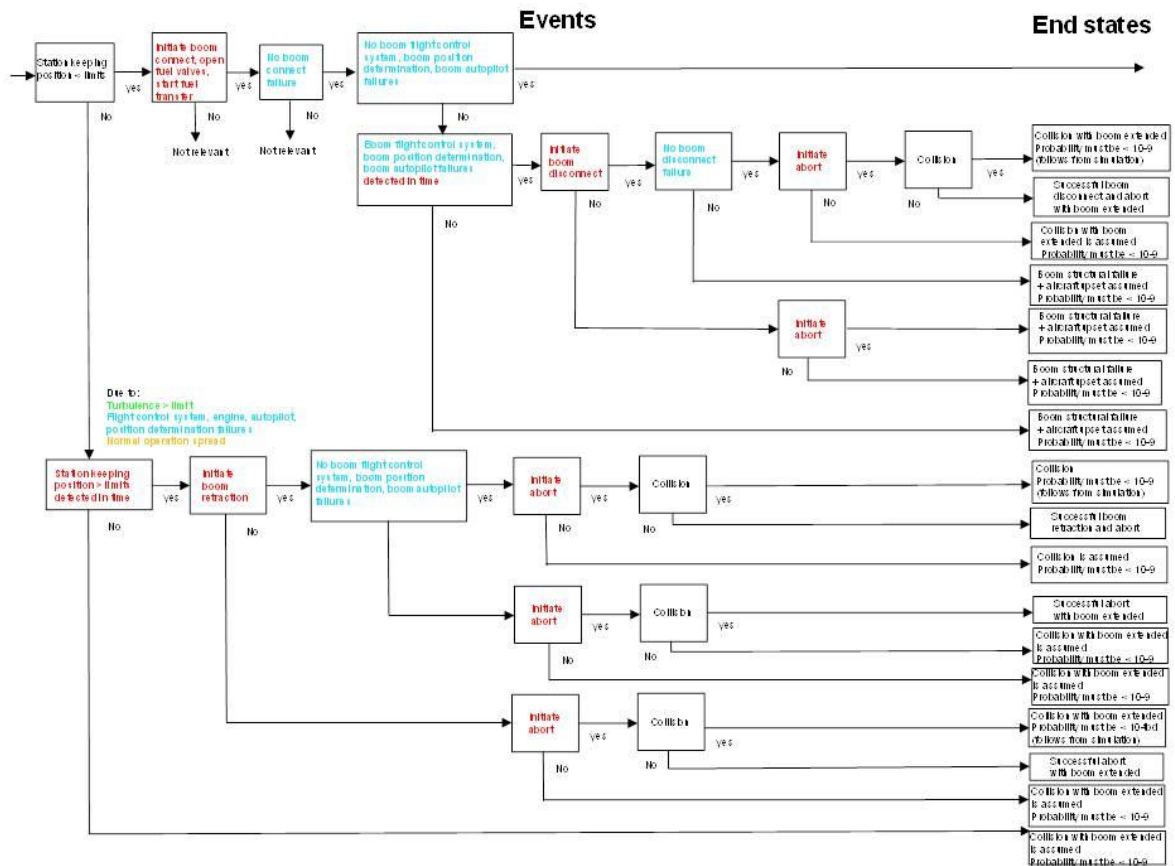 Events
End states
Station keeping
position < limits
yes
No
Initiate boom
connect, open
fuel valves,
start fuel
transfer
yes
No
Not relevant
No boom
connect
failure
yes
No
Not relevant
No boom flight control
system, boom position
determination, boom autopilot
failures
yes
No
Boom flight control system,
boom position determination,
boom autopilot failures
detected in time
yes
No
Initiate
boom
disconnect
yes
No
No boom
disconnect
failure
yes
No
Initiate
abort
yes
No
Collision
yes
No
Collision with boom extended
Probability must be < 10-9
(follows from simulation)
Successful boom
disconnect and abort
with boom extended
Collision with boom
extended is assumed
Probability must be < 10-9
Boom structural failure
+ aircraft upset assumed
Probability must be < 10-9
Initiate
abort
yes
No
Boom structural failure
+ aircraft upset assumed
Probability must be < 10-9
Boom structural failure
+ aircraft upset assumed
Probability must be < 10-9
Boom structural failure
+ aircraft upset assumed
Probability must be < 10-9
Due to:
Turbulence > limit
Flight control system, engine, autopilot,
position determination failures
Normal operation spread
Station keeping
position > limits
detected in time
yes
No
Initiate
boom
retraction
yes
No
No boom flight control
system, boom position
determination, boom autopilot
failures
yes
No
Initiate
abort
yes
No
Collision
yes
No
Collision
Probability must be < 10-9
(follows from simulation)
Successful boom
retraction and abort
Collision is assumed
Probability must be < 10-9
Initiate
abort
yes
No
Collision
yes
No
Successful abort
with boom extended
Collision with boom extended
is assumed
Probability must be < 10-9
Collision with boom extended
is assumed
Probability must be < 10-9
Initiate
abort
yes
No
Collision
yes
No
Collision with boom extended
Probability must be < 10-tbd
(follows from simulation)
Successful abort
with boom extended
Collision with boom extended
is assumed
Probability must be < 10-9
Collision with boom extended
is assumed
Probability must be < 10-9